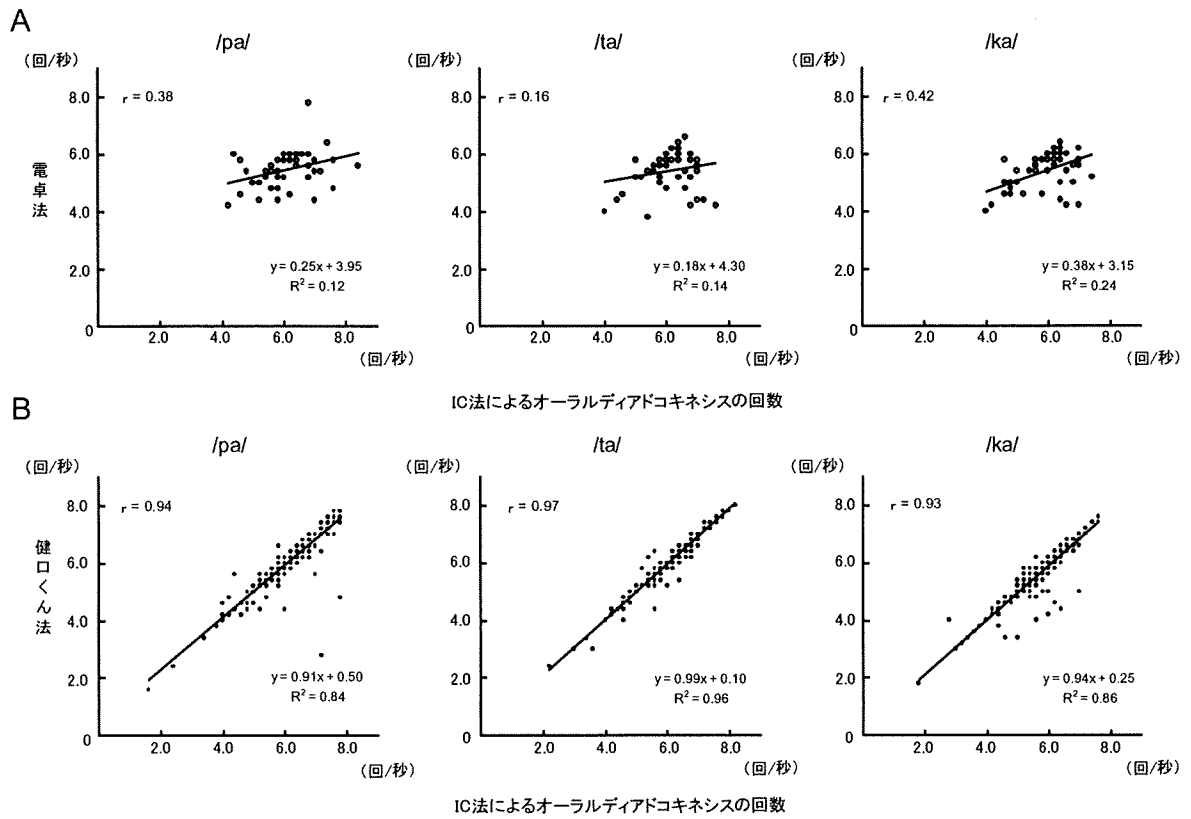 A
/pa/
/ta/
/ka/
(回/秒)
(回/秒)
(回/秒)
8.0
6.0
4.0
2.0
0
r = 0.38
y = 0.25x + 3.95
R² = 0.12
2.0 4.0 6.0 8.0
(回/秒)
8.0
6.0
4.0
2.0
0
r = 0.16
y = 0.18x + 4.30
R² = 0.14
2.0 4.0 6.0 8.0
(回/秒)
8.0
6.0
4.0
2.0
0
r = 0.42
y = 0.38x + 3.15
R² = 0.24
2.0 4.0 6.0 8.0
(回/秒)
電卓法
IC法によるオーラルディアドコキネシスの回数
B
/pa/
/ta/
/ka/
(回/秒)
(回/秒)
(回/秒)
8.0
6.0
4.0
2.0
0
r = 0.94
y = 0.91x + 0.50
R² = 0.84
2.0 4.0 6.0 8.0
(回/秒)
8.0
6.0
4.0
2.0
0
r = 0.97
y = 0.99x + 0.10
R² = 0.96
2.0 4.0 6.0 8.0
(回/秒)
8.0
6.0
4.0
2.0
0
r = 0.93
y = 0.94x + 0.25
R² = 0.86
2.0 4.0 6.0 8.0
(回/秒)
健口くん法
IC法によるオーラルディアドコキネシスの回数